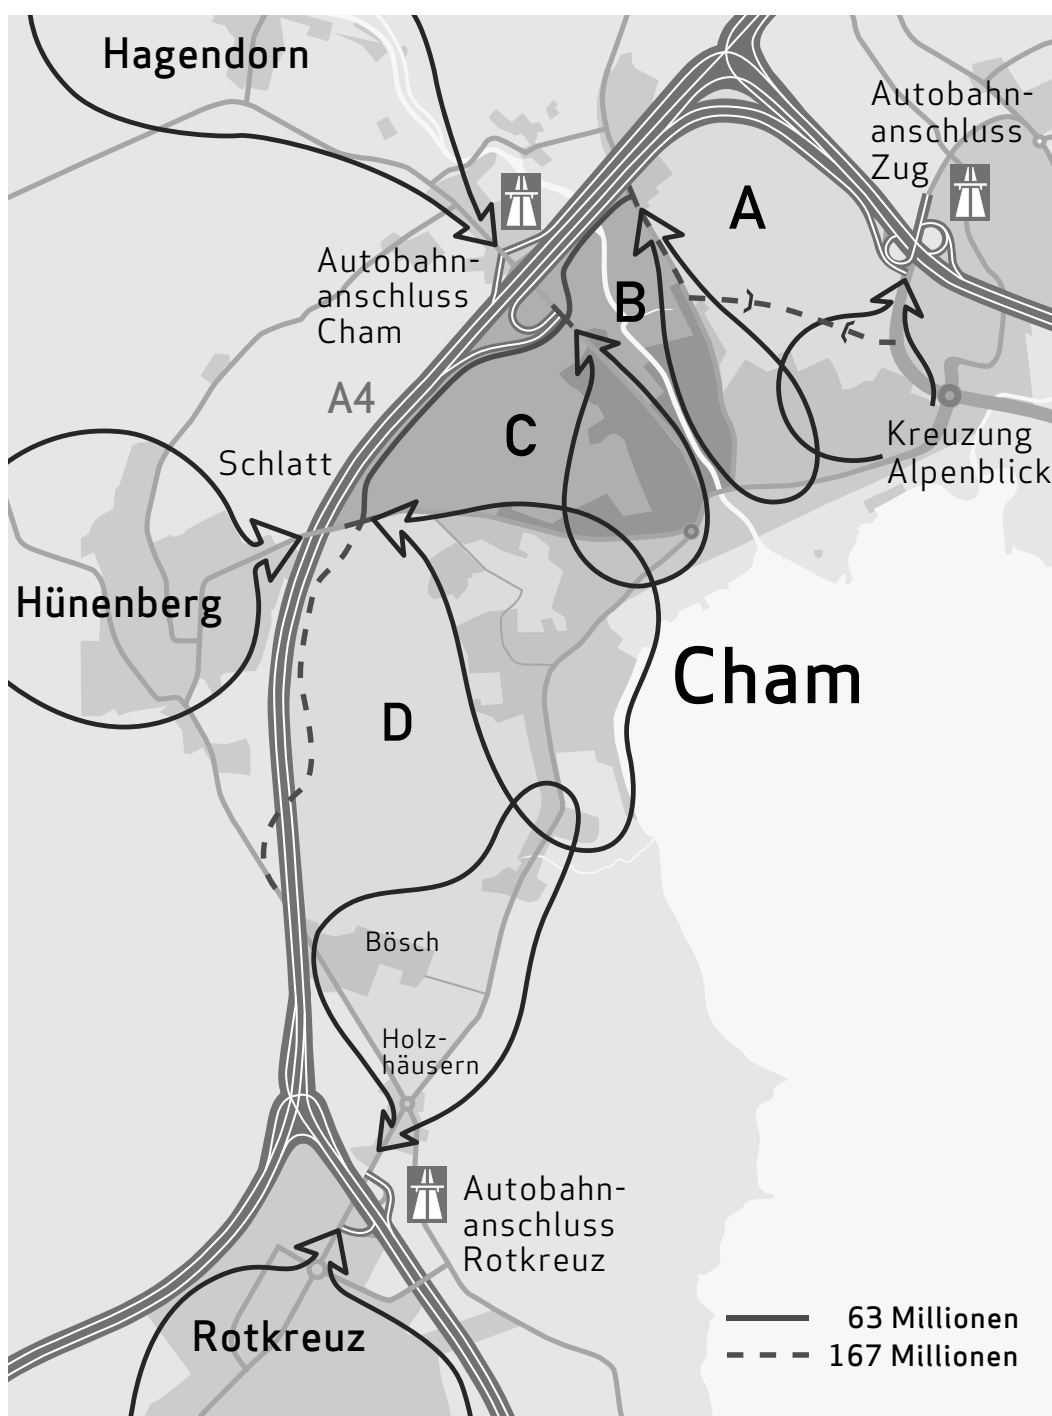 Hagendorn
Autobahn-
anschluss
Zug
A
Autobahn-
anschluss
Cham
B
A4
C
Kreuzung
Alpenblick
Schlatt
Hünenberg
Cham
D
Bösch
Holz-
häusern
Autobahn-
anschluss
Rotkreuz
Rotkreuz
63 Millionen
167 Millionen